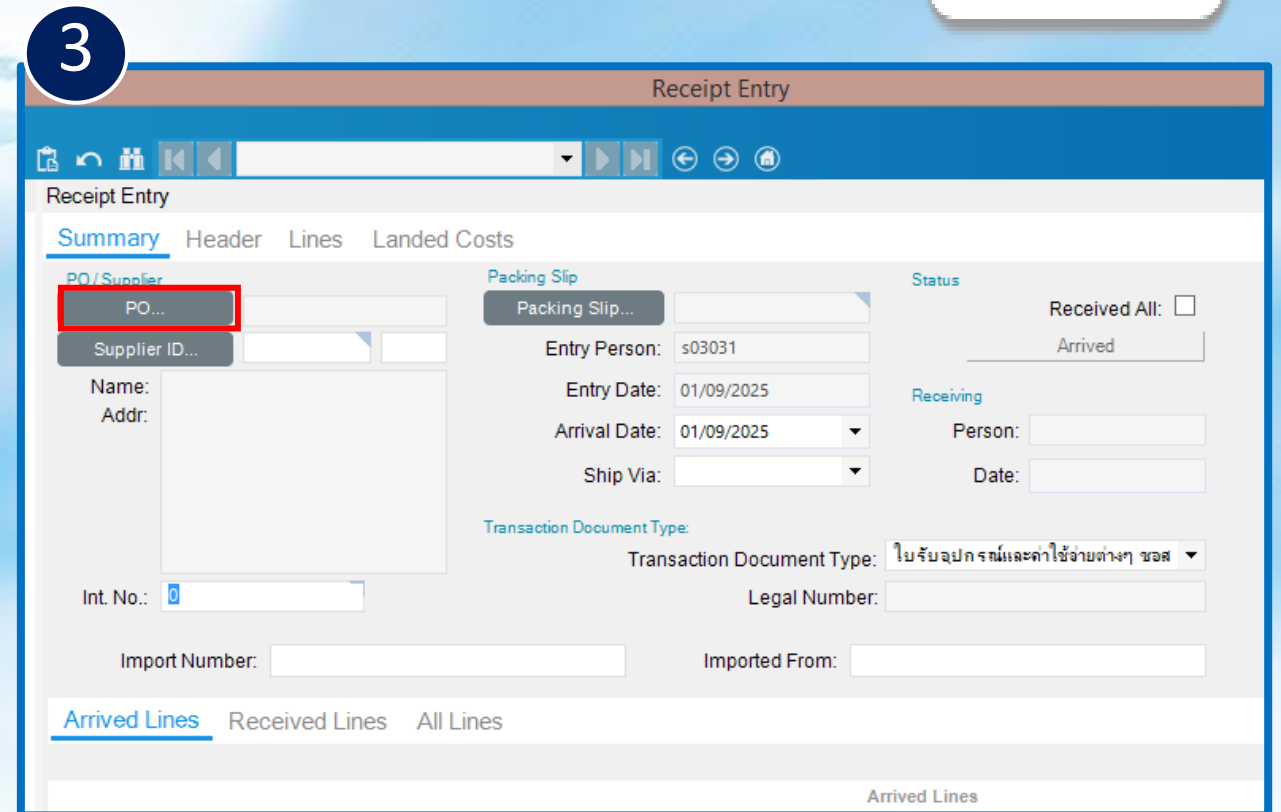 3
Receipt Entry
Receipt Entry
Summary Header Lines Landed Costs
PO / Supplier
PO...
Supplier ID...
Name:
Addr:
Int. No.: 0
Packing Slip
Packing Slip...
Entry Person: s03031
Entry Date: 01/09/2025
Arrival Date: 01/09/2025
Ship Via:
Status
Received All:
Arrived
Receiving
Person:
Date:
Transaction Document Type:
Transaction Document Type: ใบรับอุปกรณ์และค่าใช้จ่ายต่างๆ ชอส
Legal Number:
Import Number:
Imported From:
Arrived Lines Received Lines All Lines
Arrived Lines